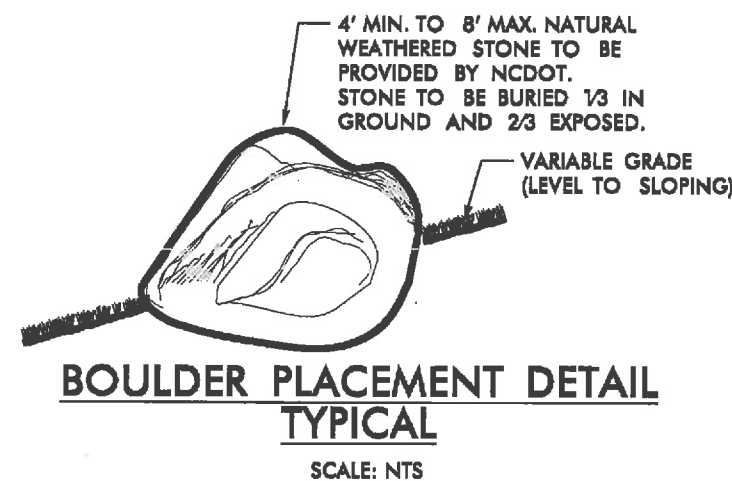 4' MIN. TO 8' MAX. NATURAL
WEATHERED STONE TO BE
PROVIDED BY NCDOT.
STONE TO BE BURIED 1/3 IN
GROUND AND 2/3 EXPOSED.
VARIABLE GRADE
(LEVEL TO SLOPING)
BOULDER PLACEMENT DETAIL
TYPICAL
SCALE: NTS